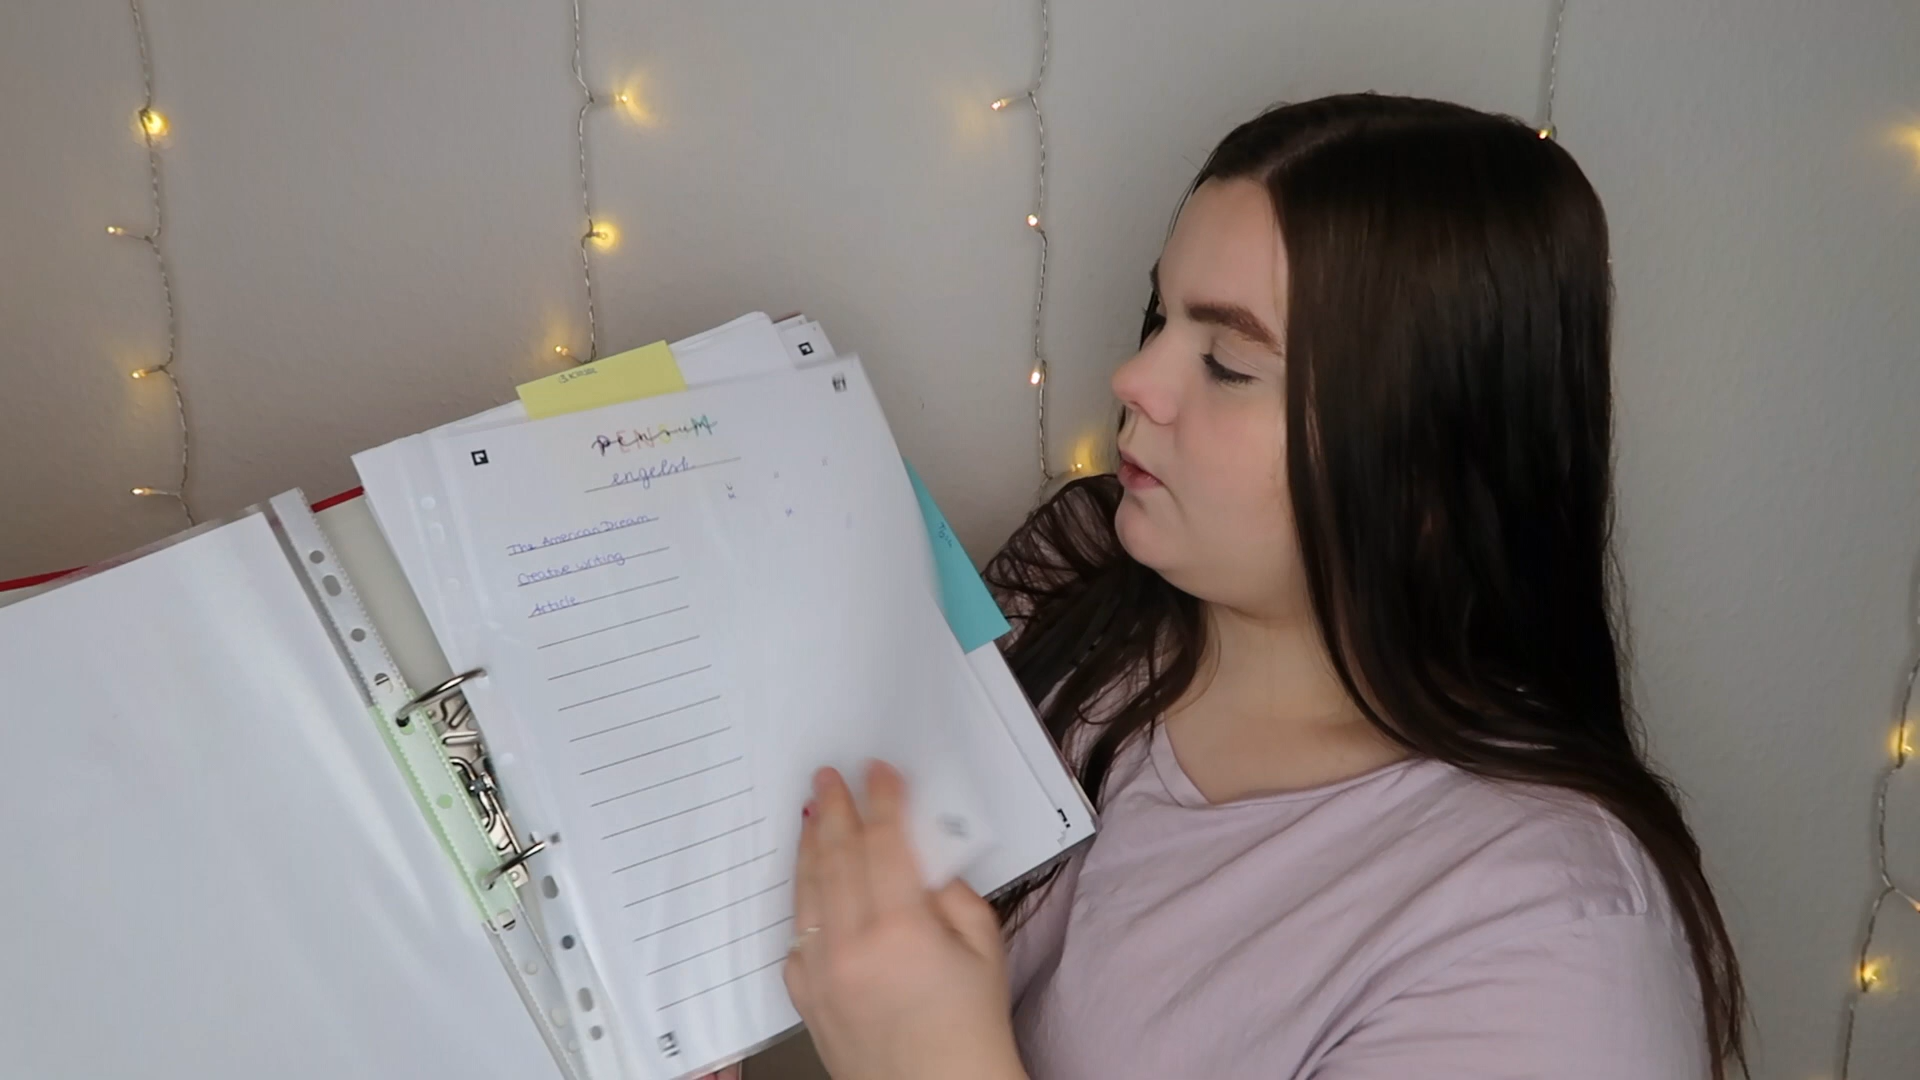 PENSUM
engelsk
The American Dream
Creative writing
Article